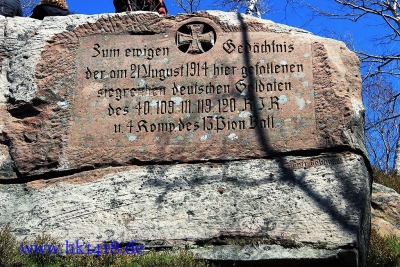 Zum ewigen Gedächtnis
der am 21 August 1914 hier gefallenen
siegreichen deutschen Soldaten
des 40 109 111 119 120 R.I.R
u. 4 Komp des 13 Pion Batl.
www.hk1418.de